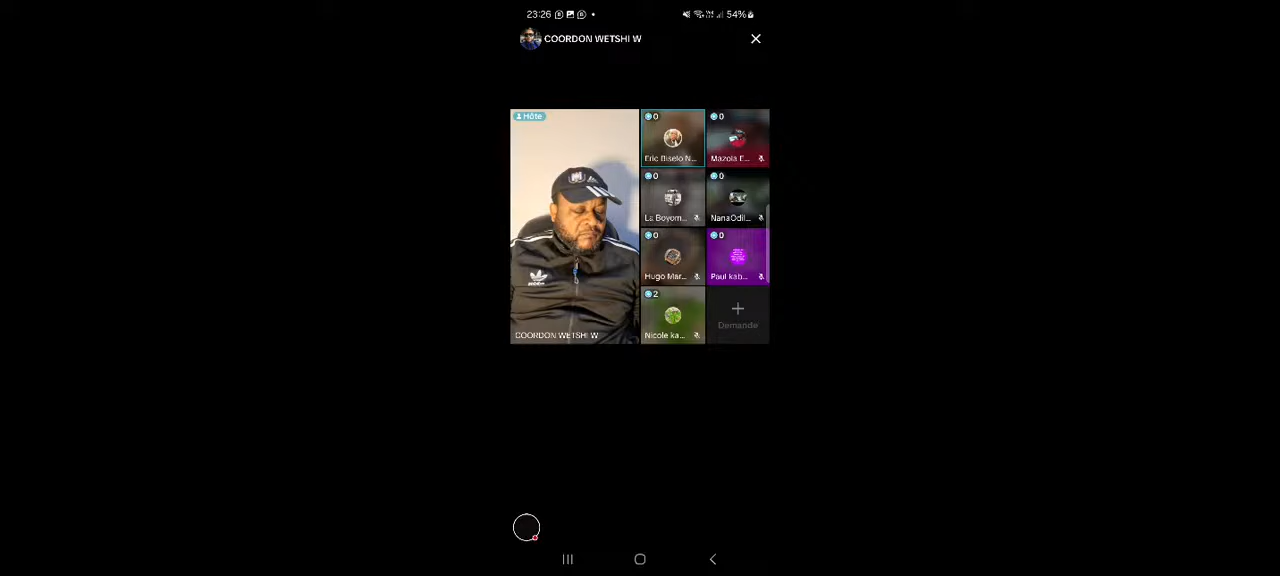 23:26
54%
COORDON WETSHI W
Hôte
0
Eric Biselo N...
0
Mazola E...
0
La Boyom...
0
NanaOdil...
0
Hugo Mar...
0
Paul kab...
2
Nicole ka...
Demande
COORDON WETSHI W
adidas